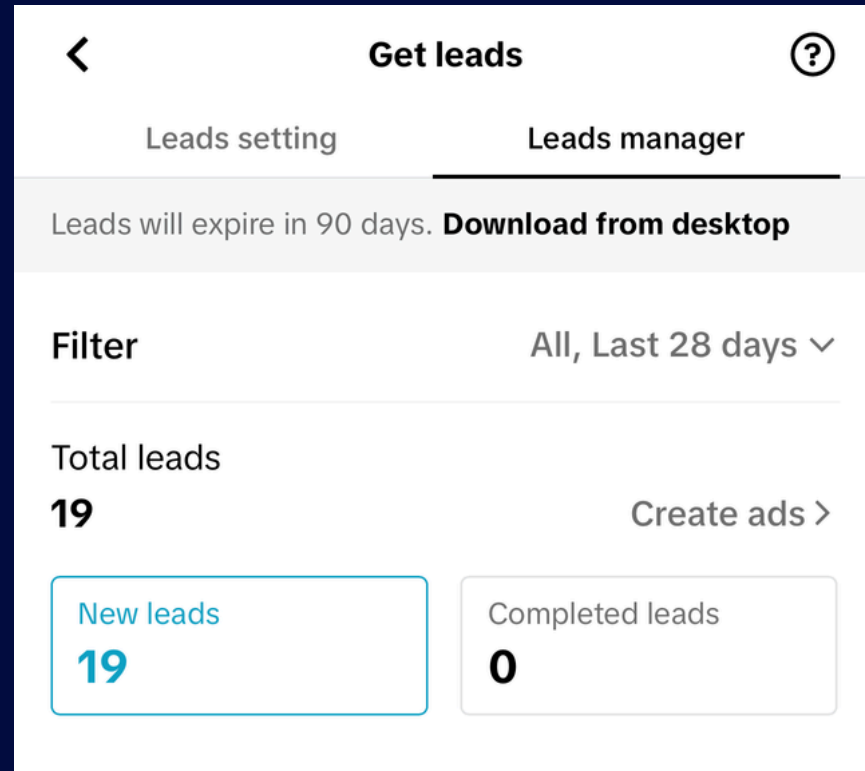 Get leads
Leads setting
Leads manager
Leads will expire in 90 days. Download from desktop
Filter
All, Last 28 days
Total leads
19
Create ads
New leads
19
Completed leads
0